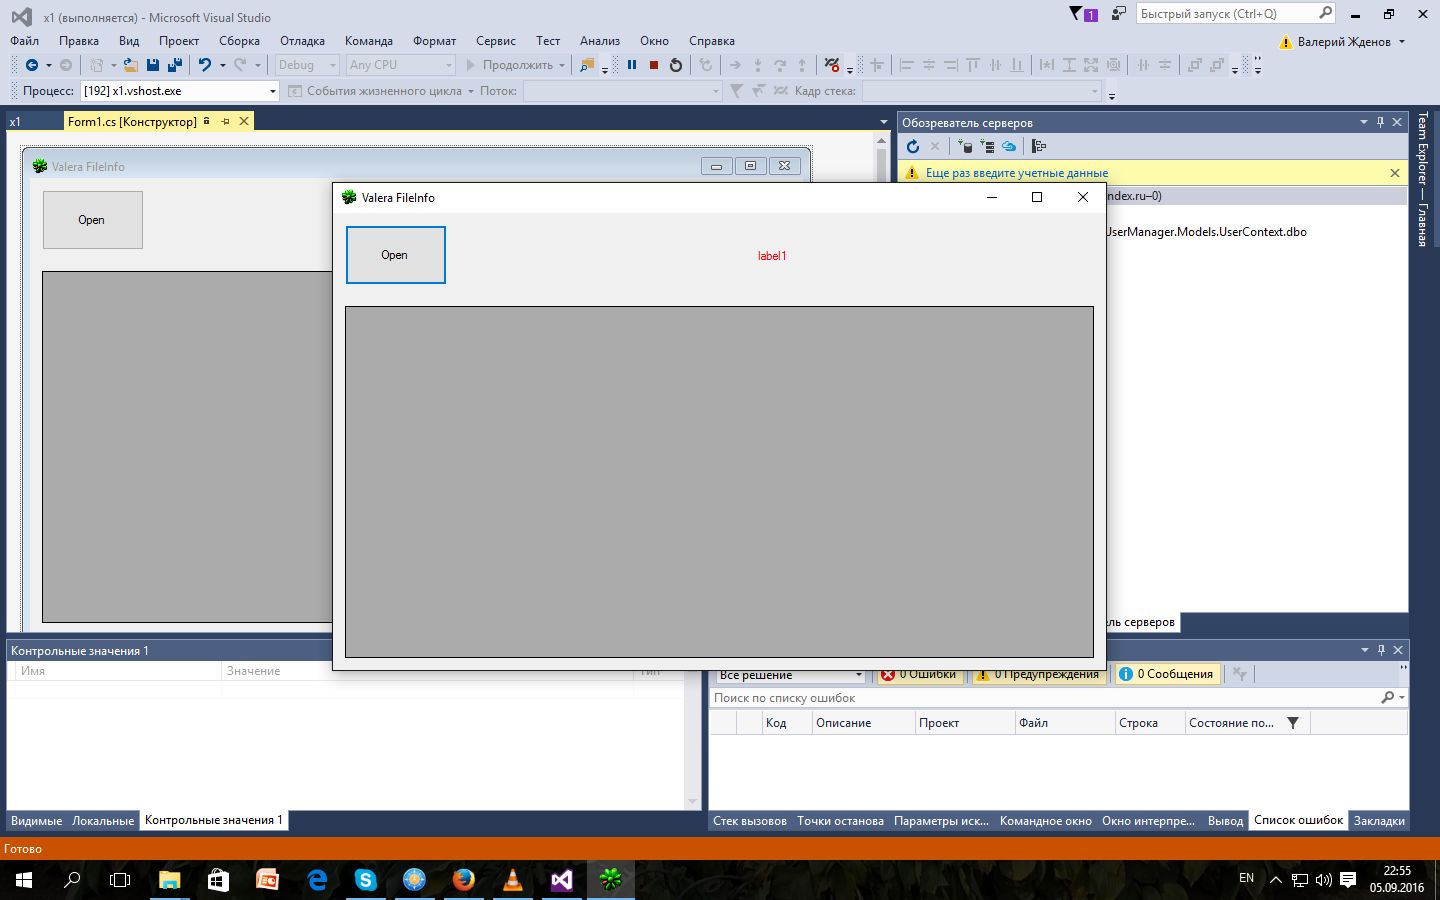 x1 (выполняется) - Microsoft Visual Studio
1
Быстрый запуск (Ctrl+Q)
Файл Правка Вид Проект Сборка Отладка Команда Формат Сервис Тест Анализ Окно Справка
Валерий Жденов
Debug Any CPU Продолжить
Процесс: [192] x1.vshost.exe События жизненного цикла Поток: Кадр стека:
x1 Form1.cs [Конструктор]
Valera FileInfo
Open
Valera FileInfo
Open
label1
Обозреватель серверов
Еще раз введите учетные данные
ndex.ru–0)
UserManager.Models.UserContext.dbo
серверов
Team Explorer — Главная
Контрольные значения 1
Имя Значение Тип
Видимые Локальные Контрольные значения 1
Все решение 0 Ошибки 0 Предупреждения 0 Сообщения
Поиск по списку ошибок
Код Описание Проект Файл Строка Состояние по...
Стек вызовов Точки останова Параметры иск... Командное окно Окно интерпре... Вывод Список ошибок Закладки
Готово
EN
22:55
05.09.2016